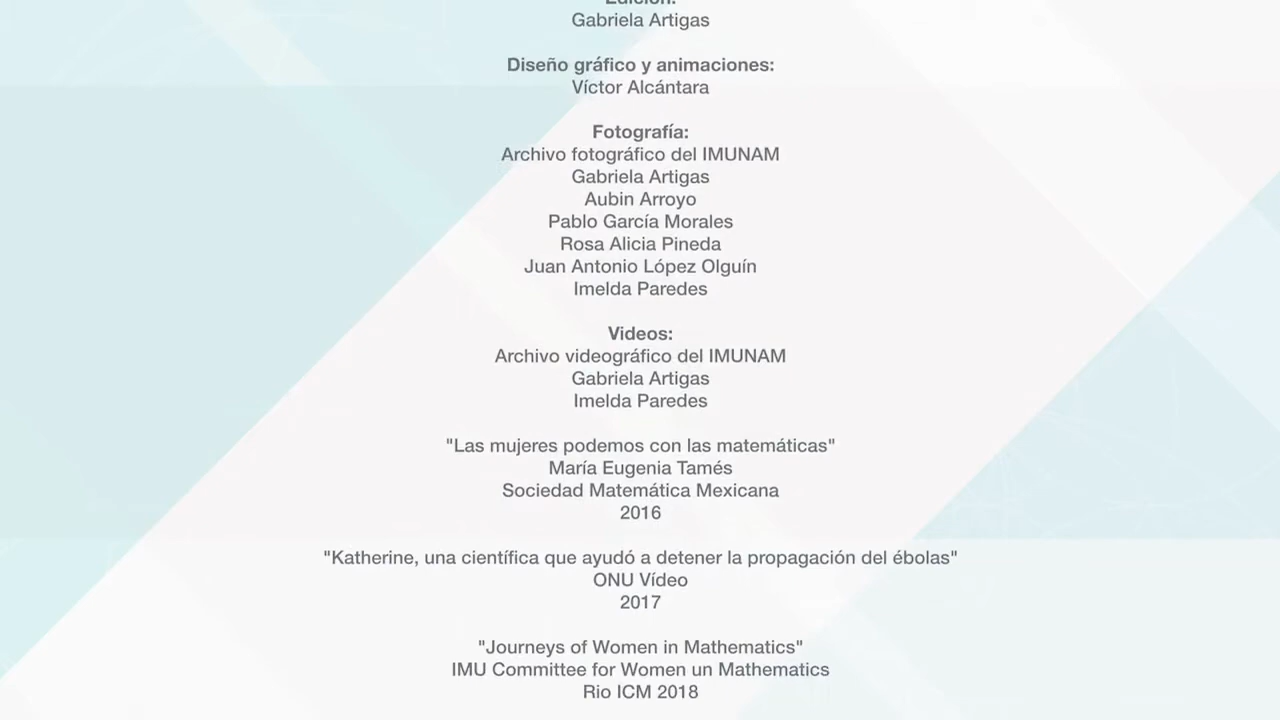 Edición:
Gabriela Artigas
Diseño gráfico y animaciones:
Víctor Alcántara
Fotografía:
Archivo fotográfico del IMUNAM
Gabriela Artigas
Aubin Arroyo
Pablo García Morales
Rosa Alicia Pineda
Juan Antonio López Olguín
Imelda Paredes
Videos:
Archivo videográfico del IMUNAM
Gabriela Artigas
Imelda Paredes
"Las mujeres podemos con las matemáticas"
María Eugenia Tamés
Sociedad Matemática Mexicana
2016
"Katherine, una científica que ayudó a detener la propagación del ébolas"
ONU Vídeo
2017
"Journeys of Women in Mathematics"
IMU Committee for Women un Mathematics
Rio ICM 2018